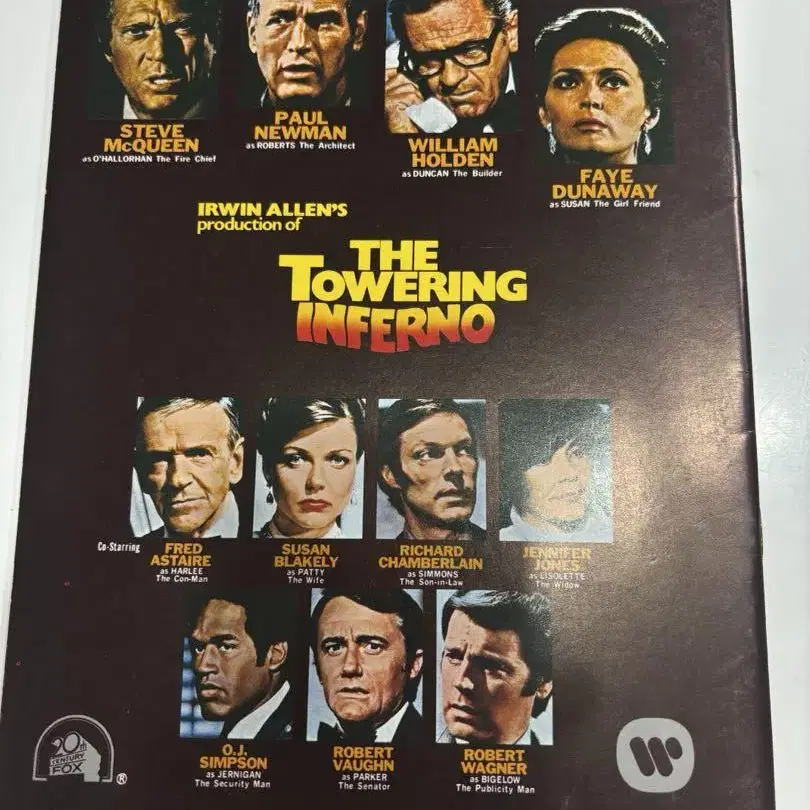 STEVE
McQUEEN
as O'HALLORHAN The Fire Chief
PAUL
NEWMAN
as ROBERTS The Architect
WILLIAM
HOLDEN
as DUNCAN The Builder
FAYE
DUNAWAY
as SUSAN The Girl Friend
IRWIN ALLEN'S
production of
THE
TOWERING
INFERNO
Co-Starring
FRED
ASTAIRE
as HARLEE
The Con-Man
SUSAN
BLAKELY
as PATTY
The Wife
RICHARD
CHAMBERLAIN
as SIMMONS
The Son-in-Law
JENNIFER
JONES
as LISOLETTE
The Widow
O.J.
SIMPSON
as JERNIGAN
The Security Man
ROBERT
VAUGHN
as PARKER
The Senator
ROBERT
WAGNER
as BIGELOW
The Publicity Man
20th
CENTURY
FOX
®